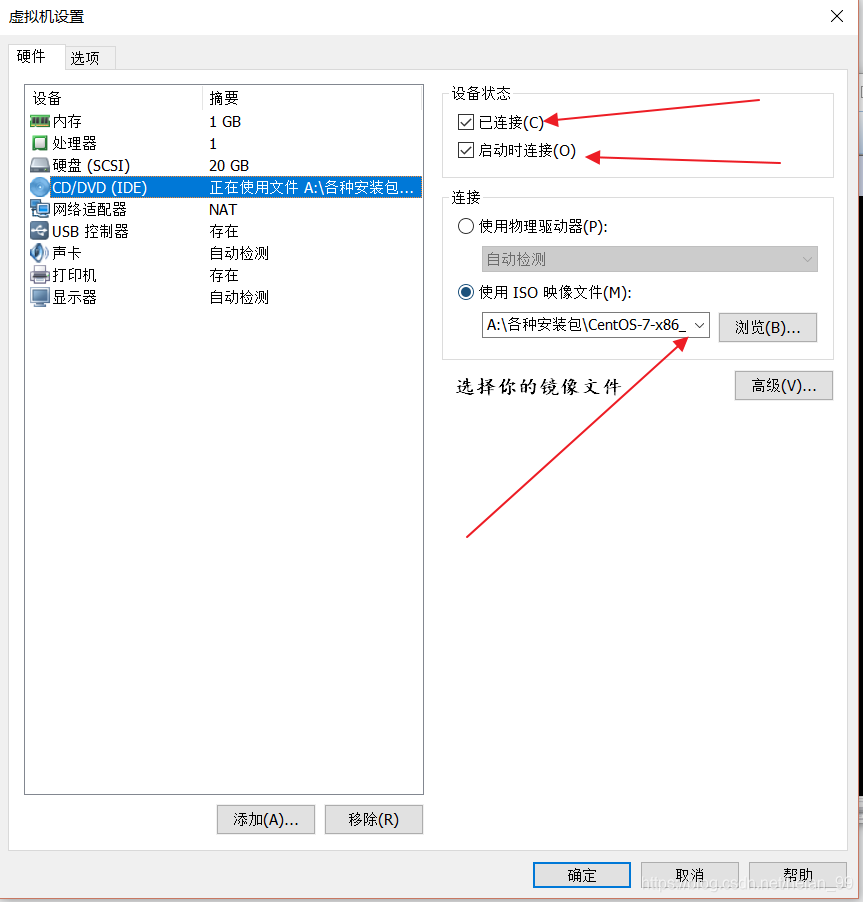 虚拟机设置
硬件 选项
设备 摘要
内存 1 GB
处理器 1
硬盘 (SCSI) 20 GB
CD/DVD (IDE) 正在使用文件 A:\各种安装包...
网络适配器 NAT
USB 控制器 存在
声卡 自动检测
打印机 存在
显示器 自动检测
添加(A)... 移除(R)
设备状态
已连接(C)
启动时连接(O)
连接
使用物理驱动器(P):
自动检测
使用 ISO 映像文件(M):
A:\各种安装包\CentOS-7-x86_ 浏览(B)...
选择你的镜像文件 高级(V)...
确定 取消 帮助